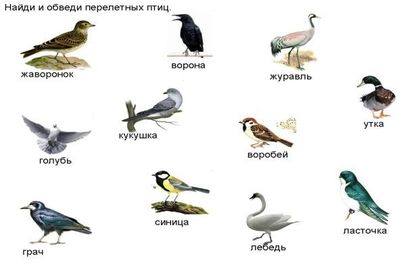 Найди и обведи перелетных птиц.
жаворонок
ворона
журавль
утка
голубь
кукушка
воробей
грач
синица
лебедь
ласточка